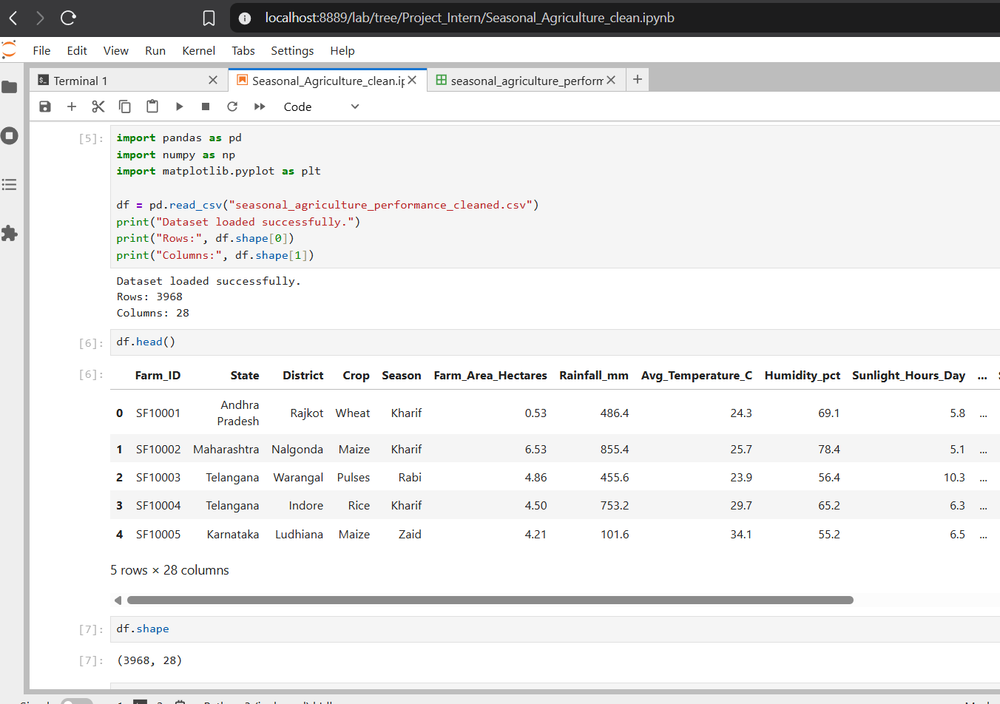 localhost:8889/lab/tree/Project_Intern/Seasonal_Agriculture_clean.ipynb
File Edit View Run Kernel Tabs Settings Help
Terminal 1 Seasonal_Agriculture_clean.ip seasonal_agriculture_perform
Code
[5]: import pandas as pd
import numpy as np
import matplotlib.pyplot as plt
df = pd.read_csv("seasonal_agriculture_performance_cleaned.csv")
print("Dataset loaded successfully.")
print("Rows:", df.shape[0])
print("Columns:", df.shape[1])
Dataset loaded successfully.
Rows: 3968
Columns: 28
[6]: df.head()
[6]: Farm_ID State District Crop Season Farm_Area_Hectares Rainfall_mm Avg_Temperature_C Humidity_pct Sunlight_Hours_Day ...
0 SF10001 Andhra Pradesh Rajkot Wheat Kharif 0.53 486.4 24.3 69.1 5.8 ...
1 SF10002 Maharashtra Nalgonda Maize Kharif 6.53 855.4 25.7 78.4 5.1 ...
2 SF10003 Telangana Warangal Pulses Rabi 4.86 455.6 23.9 56.4 10.3 ...
3 SF10004 Telangana Indore Rice Kharif 4.50 753.2 29.7 65.2 6.3 ...
4 SF10005 Karnataka Ludhiana Maize Zaid 4.21 101.6 34.1 55.2 6.5 ...
5 rows × 28 columns
[7]: df.shape
[7]: (3968, 28)